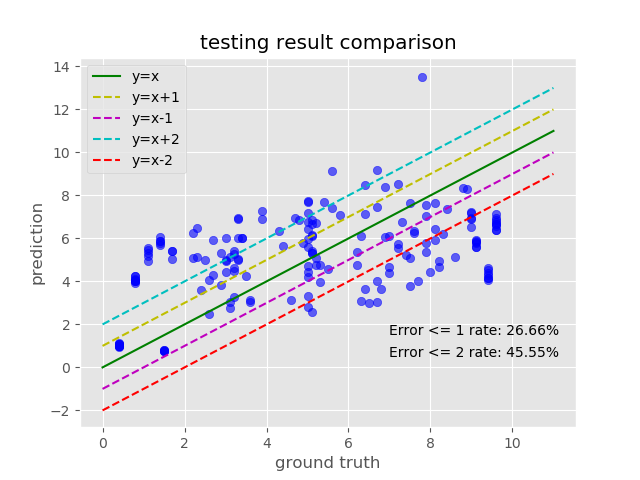 testing result comparison
14
12
10
8
6
4
2
0
−2
prediction
y=x
y=x+1
y=x-1
y=x+2
y=x-2
Error <= 1 rate: 26.66%
Error <= 2 rate: 45.55%
0 2 4 6 8 10
ground truth